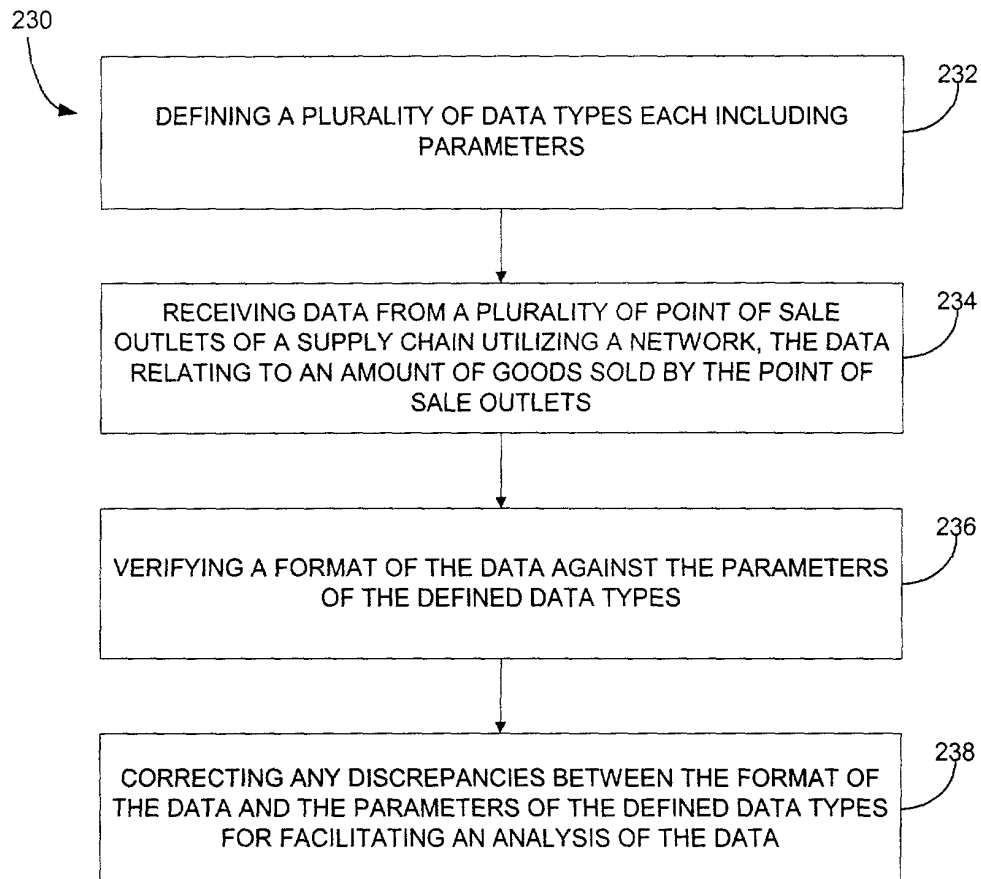 230
232
DEFINING A PLURALITY OF DATA TYPES EACH INCLUDING
PARAMETERS
234
RECEIVING DATA FROM A PLURALITY OF POINT OF SALE
OUTLETS OF A SUPPLY CHAIN UTILIZING A NETWORK, THE DATA
RELATING TO AN AMOUNT OF GOODS SOLD BY THE POINT OF
SALE OUTLETS
236
VERIFYING A FORMAT OF THE DATA AGAINST THE PARAMETERS
OF THE DEFINED DATA TYPES
238
CORRECTING ANY DISCREPANCIES BETWEEN THE FORMAT OF
THE DATA AND THE PARAMETERS OF THE DEFINED DATA TYPES
FOR FACILITATING AN ANALYSIS OF THE DATA